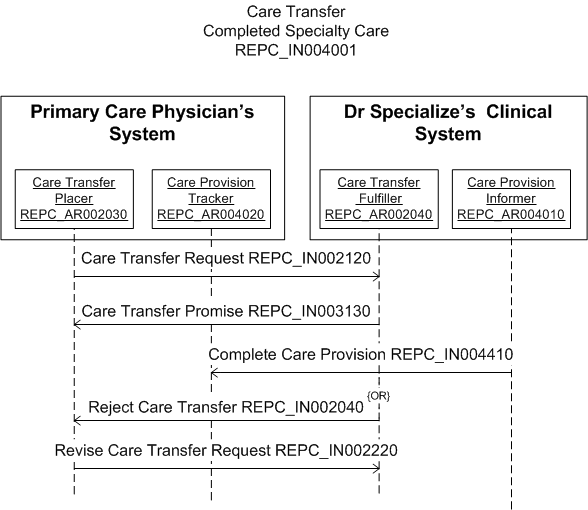 Care Transfer
Completed Specialty Care
REPC_IN004001
Primary Care Physician's
System
Dr Specialize's Clinical
System
Care Transfer
Placer
REPC_AR002030
Care Provision
Tracker
REPC_AR004020
Care Transfer
Fulfiller
REPC_AR002040
Care Provision
Informer
REPC_AR004010
Care Transfer Request REPC_IN002120
Care Transfer Promise REPC_IN003130
Complete Care Provision REPC_IN004410
{OR}
Reject Care Transfer REPC_IN002040
Revise Care Transfer Request REPC_IN002220